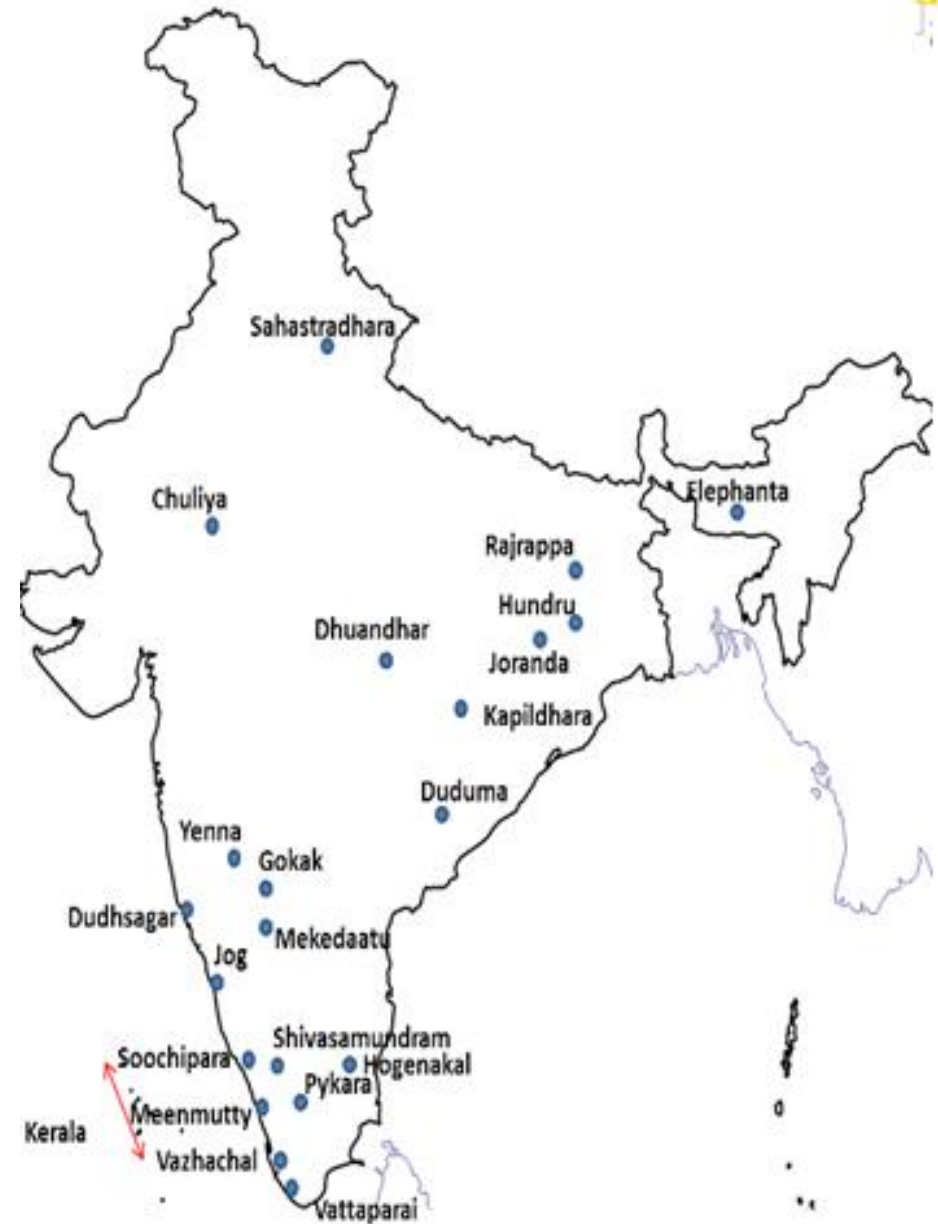 Sahastradhara
Chuliya
Elephanta
Rajrappa
Hundru
Dhuandhar
Joranda
Kapildhara
Duduma
Yenna
Gokak
Dudhsagar
Mekedaatu
Jog
Shivasamundram
Soochipara
Hogenakal
Pykara
Meenmutty
Kerala
Vazhachal
Vattaparai